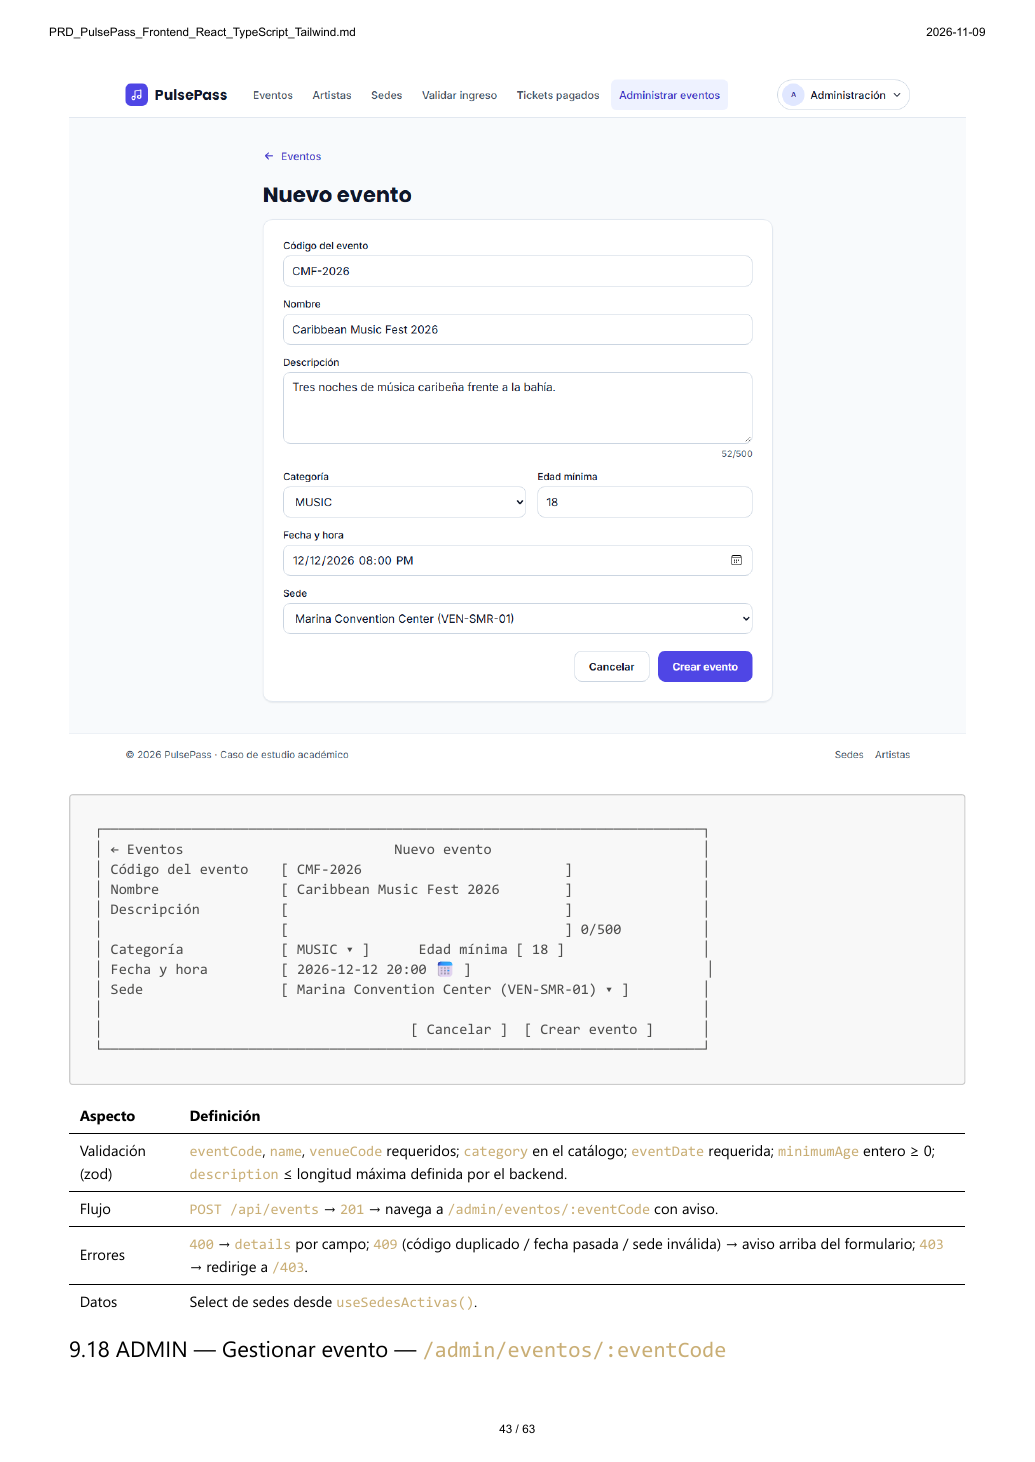 PRD_PulsePass_Frontend_React_TypeScript_Tailwind.md 2026-11-09
PulsePass Eventos Artistas Sedes Validar ingreso Tickets pagados Administrar eventos A Administración
← Eventos
Nuevo evento
Código del evento
CMF-2026
Nombre
Caribbean Music Fest 2026
Descripción
Tres noches de música caribeña frente a la bahía.
52/500
Categoría Edad mínima
MUSIC 18
Fecha y hora
12/12/2026 08:00 PM
Sede
Marina Convention Center (VEN-SMR-01)
Cancelar Crear evento
© 2026 PulsePass · Caso de estudio académico Sedes Artistas
← Eventos Nuevo evento
Código del evento [ CMF-2026 ]
Nombre [ Caribbean Music Fest 2026 ]
Descripción [ ]
[ ] 0/500
Categoría [ MUSIC ▾ ] Edad mínima [ 18 ]
Fecha y hora [ 2026-12-12 20:00 📅 ]
Sede [ Marina Convention Center (VEN-SMR-01) ▾ ]
[ Cancelar ] [ Crear evento ]
Aspecto Definición
Validación (zod) eventCode, name, venueCode requeridos; category en el catálogo; eventDate requerida; minimumAge entero ≥ 0;
description ≤ longitud máxima definida por el backend.
Flujo POST /api/events → 201 → navega a /admin/eventos/:eventCode con aviso.
Errores 400 → details por campo; 409 (código duplicado / fecha pasada / sede inválida) → aviso arriba del formulario; 403
→ redirige a /403.
Datos Select de sedes desde useSedesActivas().
9.18 ADMIN — Gestionar evento — /admin/eventos/:eventCode
43 / 63